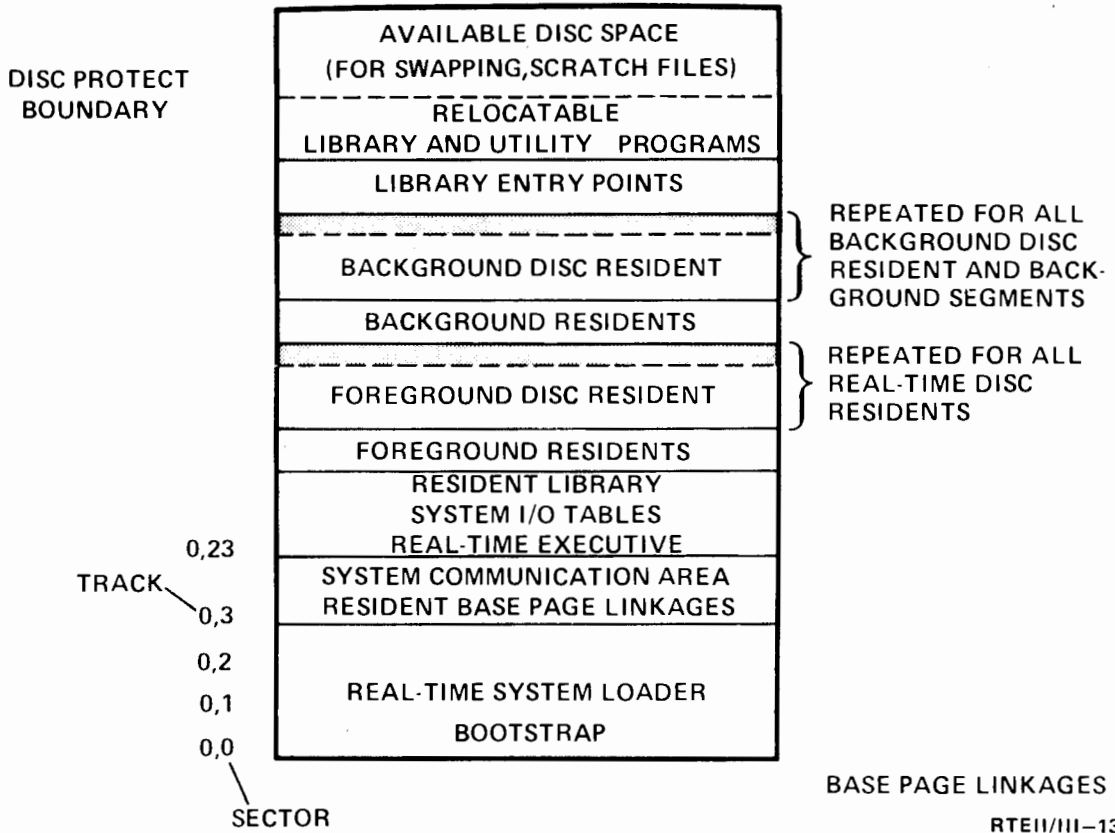 AVAILABLE DISC SPACE
(FOR SWAPPING,SCRATCH FILES)
DISC PROTECT
BOUNDARY
RELOCATABLE
LIBRARY AND UTILITY PROGRAMS
LIBRARY ENTRY POINTS
BACKGROUND DISC RESIDENT
REPEATED FOR ALL
BACKGROUND DISC
RESIDENT AND BACK-
GROUND SEGMENTS
BACKGROUND RESIDENTS
FOREGROUND DISC RESIDENT
REPEATED FOR ALL
REAL-TIME DISC
RESIDENTS
FOREGROUND RESIDENTS
RESIDENT LIBRARY
SYSTEM I/O TABLES
REAL-TIME EXECUTIVE
0,23
SYSTEM COMMUNICATION AREA
TRACK
RESIDENT BASE PAGE LINKAGES
0,3
0,2
REAL-TIME SYSTEM LOADER
0,1
BOOTSTRAP
0,0
SECTOR
BASE PAGE LINKAGES
RTEII/III–13